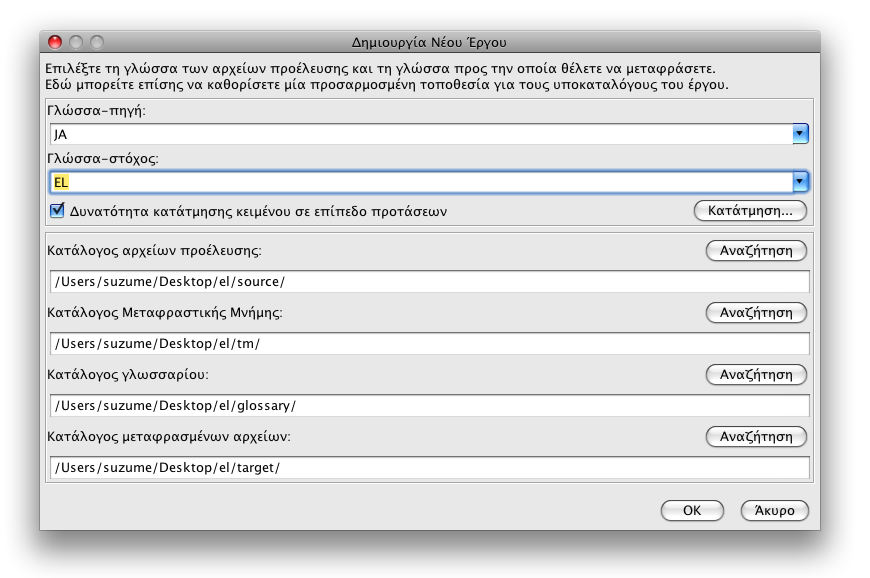 Δημιουργία Νέου Έργου
Επιλέξτε τη γλώσσα των αρχείων προέλευσης και τη γλώσσα προς την οποία θέλετε να μεταφράσετε.
Εδώ μπορείτε επίσης να καθορίσετε μία προσαρμοσμένη τοποθεσία για τους υποκαταλόγους του έργου.
Γλώσσα-πηγή:
JA
Γλώσσα-στόχος:
EL
Δυνατότητα κατάτμησης κειμένου σε επίπεδο προτάσεων Κατάτμηση...
Κατάλογος αρχείων προέλευσης: Αναζήτηση
/Users/suzume/Desktop/el/source/
Κατάλογος Μεταφραστικής Μνήμης: Αναζήτηση
/Users/suzume/Desktop/el/tm/
Κατάλογος γλωσσαρίου: Αναζήτηση
/Users/suzume/Desktop/el/glossary/
Κατάλογος μεταφρασμένων αρχείων: Αναζήτηση
/Users/suzume/Desktop/el/target/
OK Άκυρο